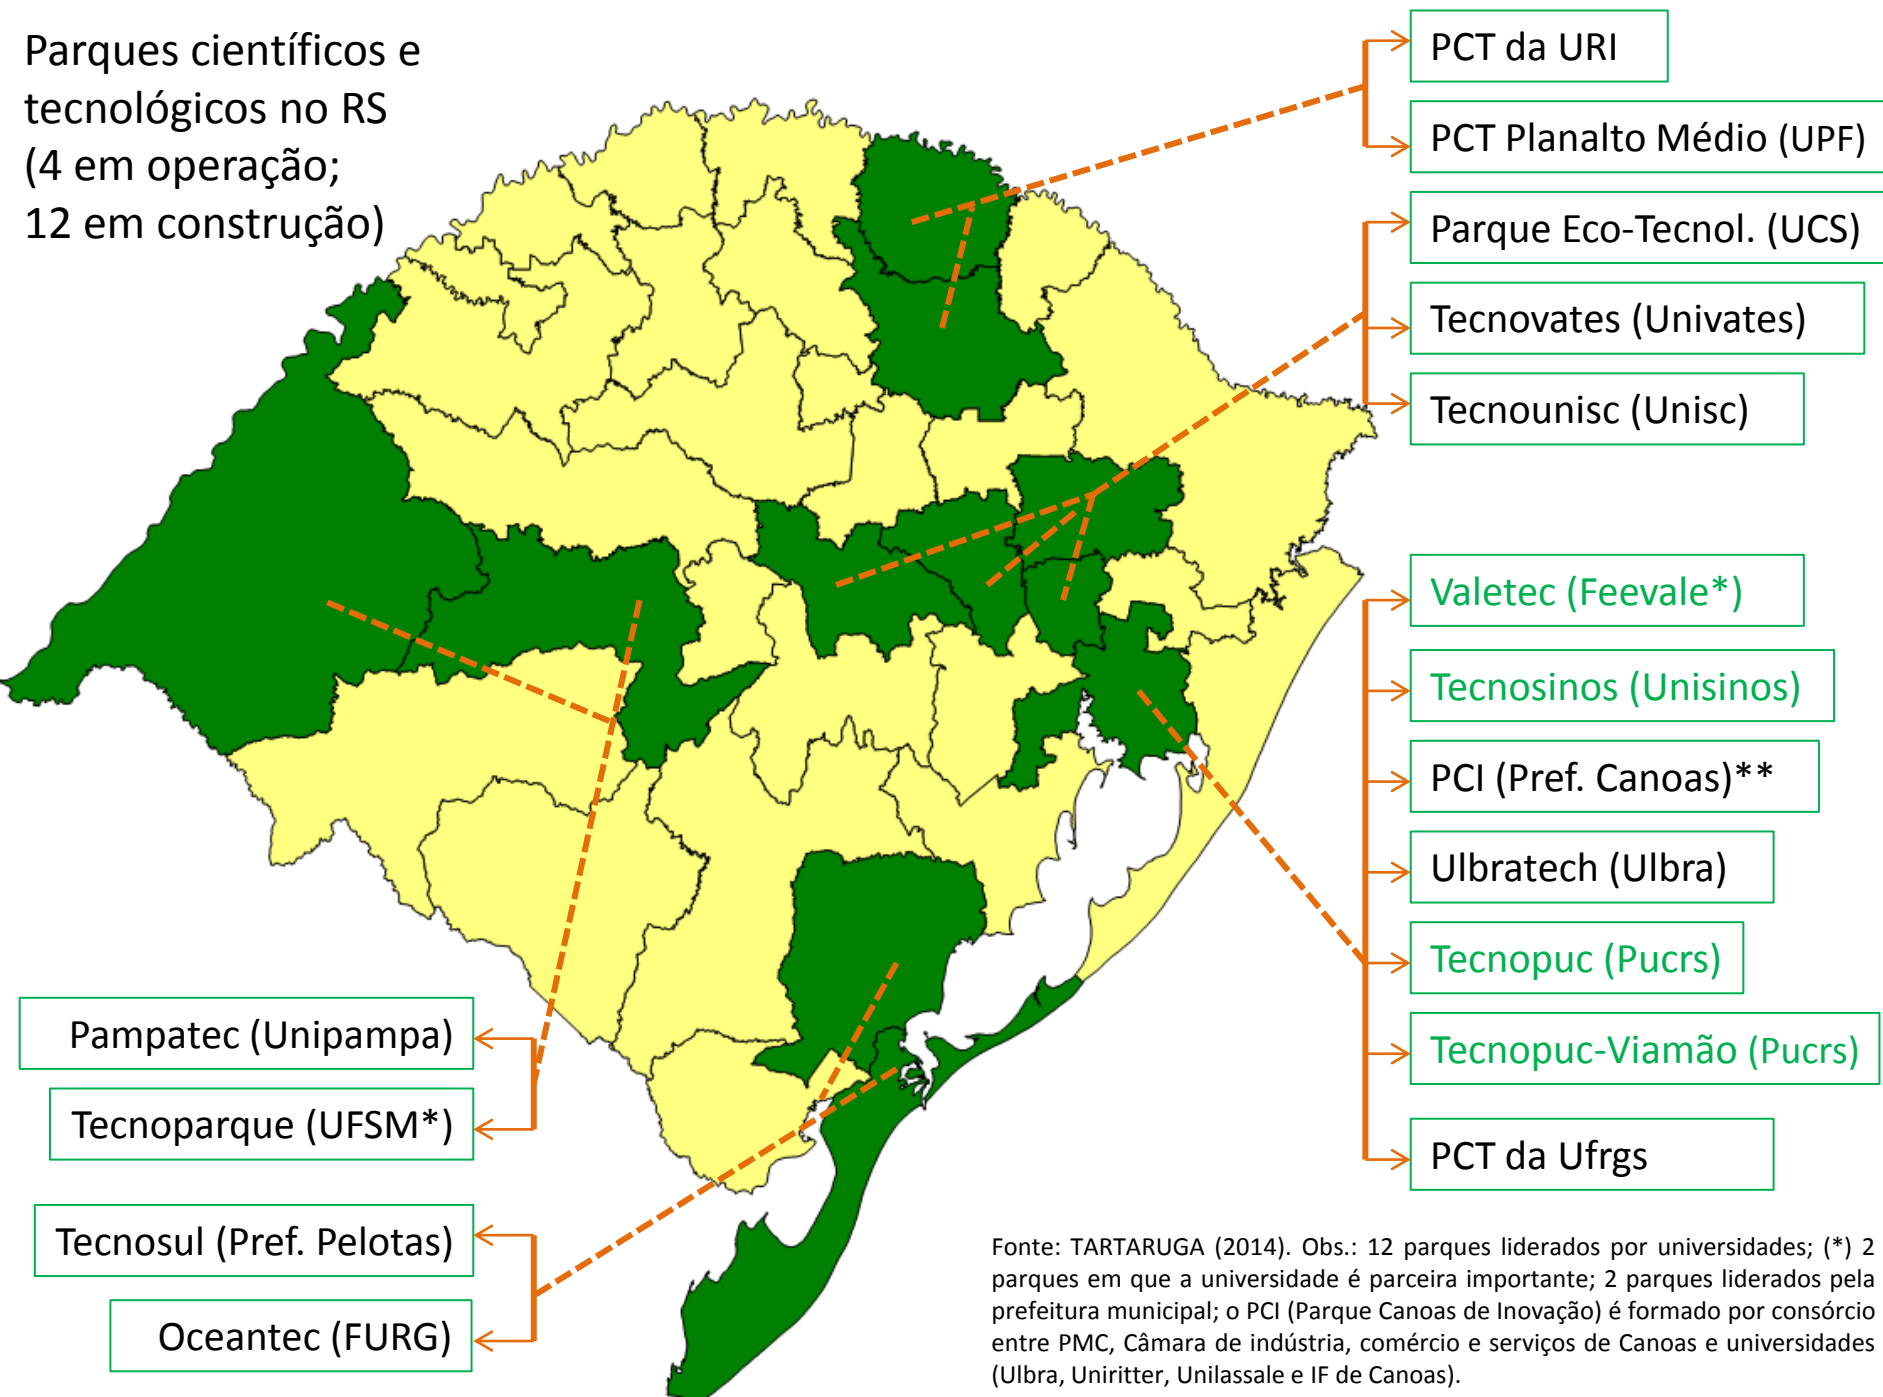 Parques científicos e
tecnológicos no RS
(4 em operação;
12 em construção)
PCT da URI
PCT Planalto Médio (UPF)
Parque Eco-Tecnol. (UCS)
Tecnovates (Univates)
Tecnounisc (Unisc)
Valetec (Feevale*)
Tecnosinos (Unisinos)
PCI (Pref. Canoas)**
Ulbratech (Ulbra)
Tecnopuc (Pucrs)
Tecnopuc-Viamão (Pucrs)
PCT da Ufrgs
Pampatec (Unipampa)
Tecnoparque (UFSM*)
Tecnosul (Pref. Pelotas)
Oceantec (FURG)
Fonte: TARTARUGA (2014). Obs.: 12 parques liderados por universidades; (*) 2
parques em que a universidade é parceira importante; 2 parques liderados pela
prefeitura municipal; o PCI (Parque Canoas de Inovação) é formado por consórcio
entre PMC, Câmara de indústria, comércio e serviços de Canoas e universidades
(Ulbra, Uniritter, Unilassale e IF de Canoas).